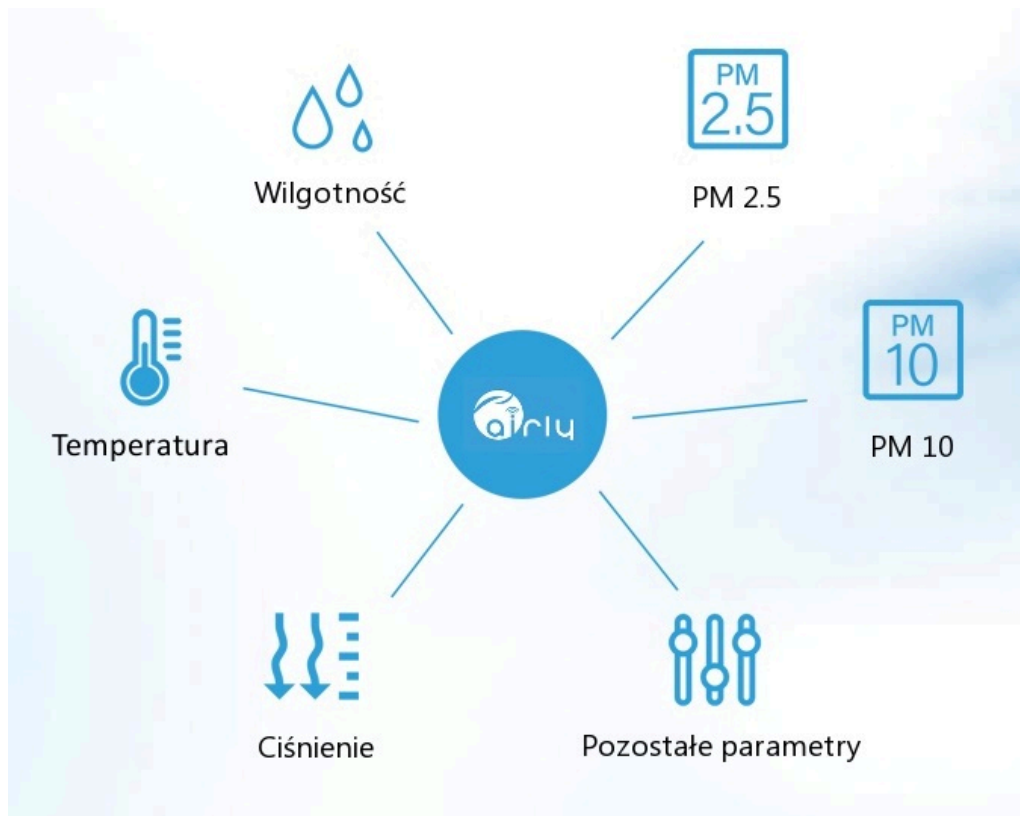 PM
2.5
Wilgotność
PM 2.5
PM
10
Temperatura
airly
PM 10
Ciśnienie
Pozostałe parametry